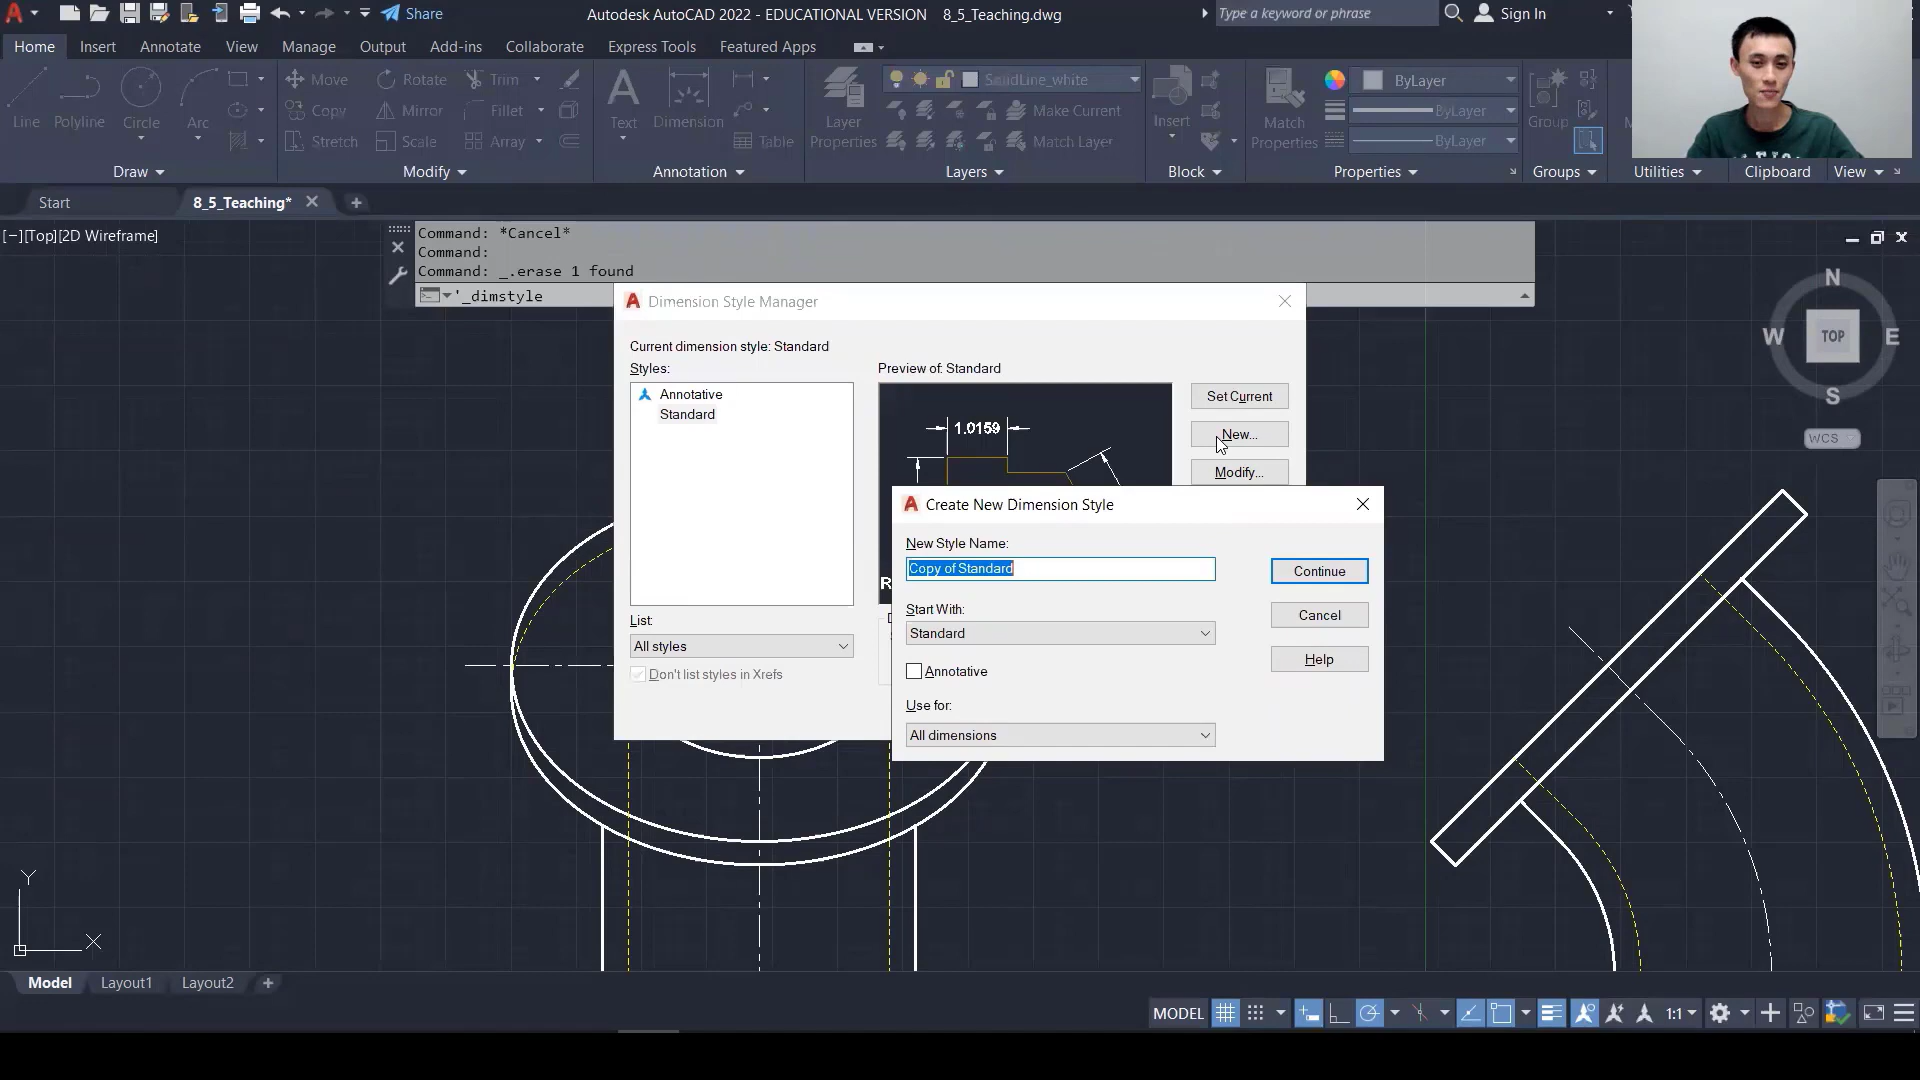 Share
Autodesk AutoCAD 2022 - EDUCATIONAL VERSION 8_5_Teaching.dwg
Type a keyword or phrase
Sign In
Home Insert Annotate View Manage Output Add-ins Collaborate Express Tools Featured Apps
Move Rotate Trim
SolidLine_white
ByLayer
Line Polyline Circle Arc
Copy Mirror Fillet
Text Dimension
Layer Properties
Make Current
Insert
Match Properties
ByLayer
Group
Stretch Scale Array
Table
Match Layer
ByLayer
Draw Modify Annotation Layers Block Properties Groups Utilities Clipboard View
Start 8_5_Teaching*
[−][Top][2D Wireframe]
Command: *Cancel*
Command:
Command: _.erase 1 found
'_dimstyle
N
W TOP E
S
WCS
Dimension Style Manager
Current dimension style: Standard
Styles:
Preview of: Standard
Annotative
Standard
1.0159
R
Set Current
New...
Modify...
List:
All styles
Don't list styles in Xrefs
Create New Dimension Style
New Style Name:
Copy of Standard
Continue
Start With:
Standard
Cancel
Annotative
Help
Use for:
All dimensions
Y
X
Model Layout1 Layout2
MODEL
1:1